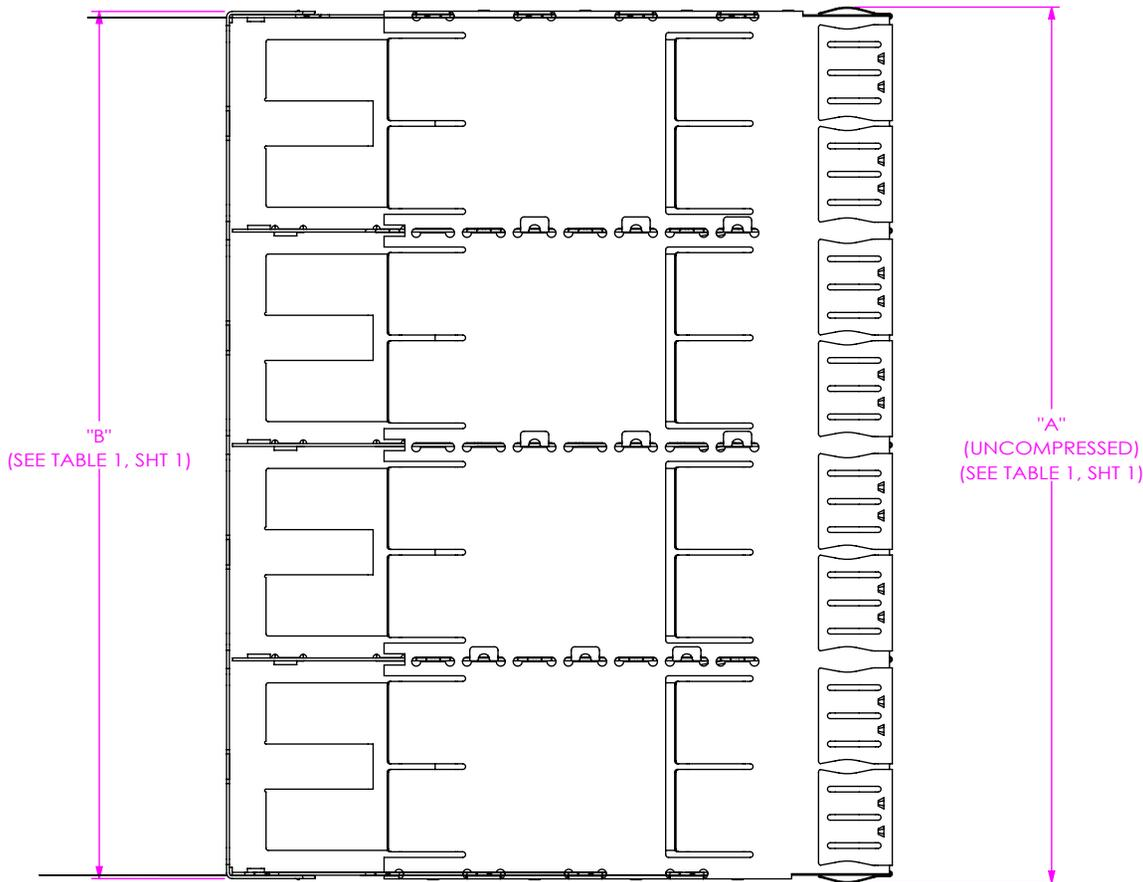 "B"
(SEE TABLE 1, SHT 1)
"A"
(UNCOMPRESSED)
(SEE TABLE 1, SHT 1)